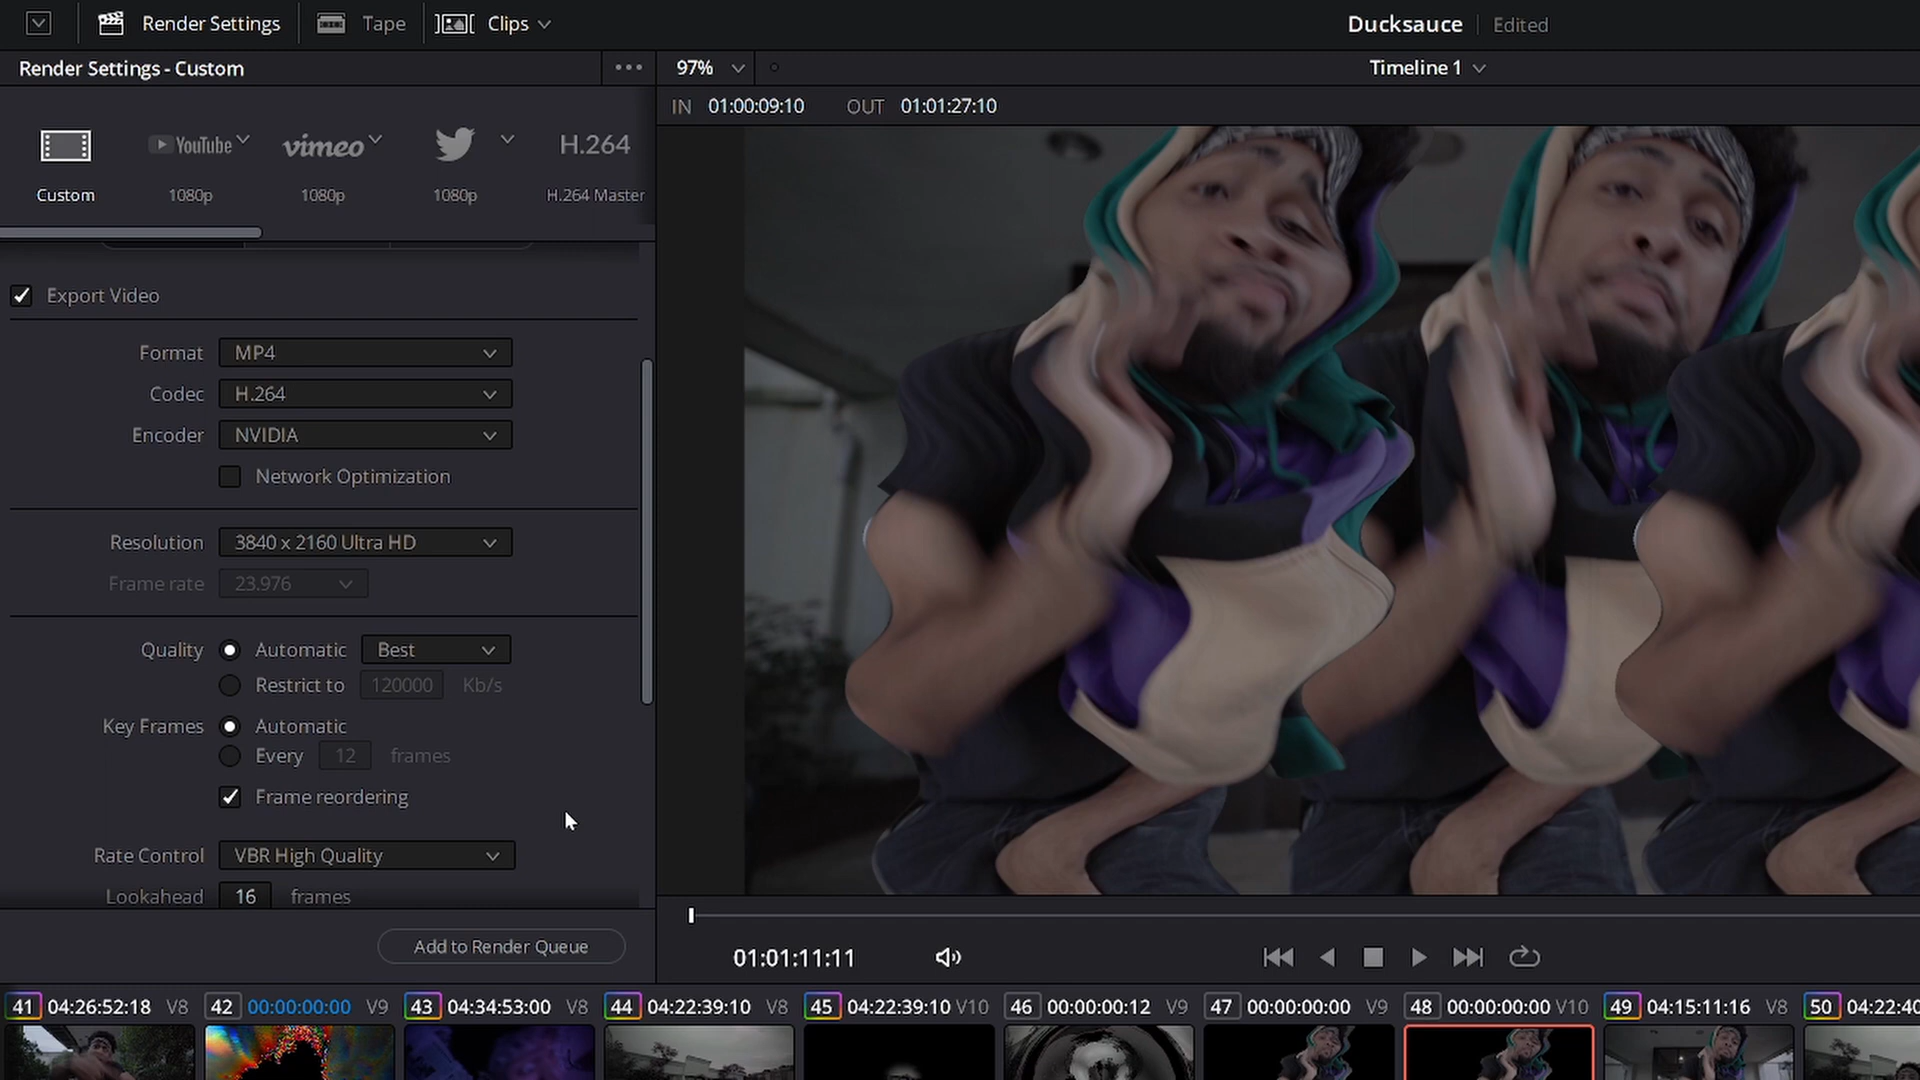 Render Settings
Tape
Clips
Ducksauce
Edited
Render Settings - Custom
97%
Timeline 1
IN 01:00:09:10 OUT 01:01:27:10
YouTube
vimeo
H.264
Custom
1080p
1080p
1080p
H.264 Master
Export Video
Format MP4
Codec H.264
Encoder NVIDIA
Network Optimization
Resolution 3840 x 2160 Ultra HD
Frame rate 23.976
Quality Automatic Best
Restrict to 120000 Kb/s
Key Frames Automatic
Every 12 frames
Frame reordering
Rate Control VBR High Quality
Lookahead 16 frames
Add to Render Queue
01:01:11:11
41 04:26:52:18 V8
42 00:00:00:00 V9
43 04:34:53:00 V8
44 04:22:39:10 V8
45 04:22:39:10 V10
46 00:00:00:12 V9
47 00:00:00:00 V9
48 00:00:00:00 V10
49 04:15:11:16 V8
50 04:22:40